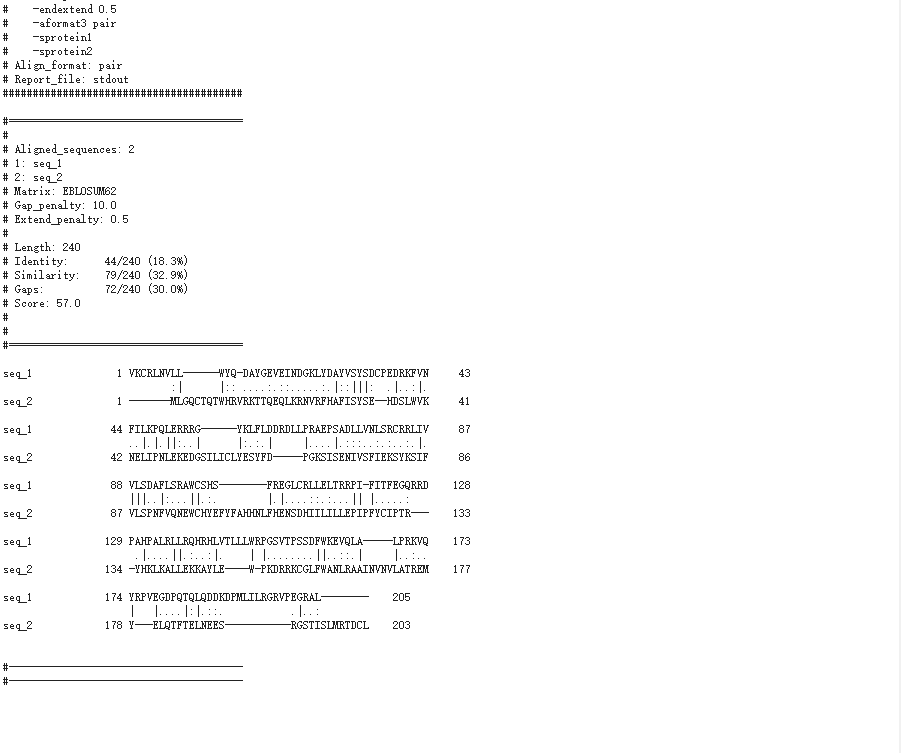 #    -endextend 0.5
#    -aformat3 pair
#    -sprotein1
#    -sprotein2
# Align_format: pair
# Report_file: stdout
########################################
#=======================================
#
# Aligned_sequences: 2
# 1: seq_1
# 2: seq_2
# Matrix: EBLOSUM62
# Gap_penalty: 10.0
# Extend_penalty: 0.5
#
# Length: 240
# Identity:      44/240 (18.3%)
# Similarity:    79/240 (32.9%)
# Gaps:          72/240 (30.0%)
# Score: 57.0
#
#
#=======================================
seq_1              1 VKCRLNVLL------WYQ-DAYGEVEINDGKLYDAYVSYSDCPEDRKFVN     43
                            :|      |:: ....:.::.....:.|::|||:  .|..:|.
seq_2              1 -------MLGQCTQTWHRVRKTTQEQLKRNVRFHAFISYSE--HDSLWVK     41
seq_1             44 FILKPQLERRRG------YKLFLDDRDLLPRAEPSADLLVNLSRCRRLIV     87
                     ..|.|.||:..|      |:.:.|     |....|.:::..:..:..:|.
seq_2             42 NELIPNLEKEDGSILICLYESYFD-----PGKSISENIVSFIEKSYKSIF     86
seq_1             88 VLSDAFLSRAWCSHS--------FREGLCRLLELTRRPI-FITFEGQRRD    128
                     |||..|:...||.:.        |.|....::.:...|| |.....:
seq_2             87 VLSPNFVQNEWCHYEFYFAHHNLFHENSDHIILILLEPIPFYCIPTR---    133
seq_1            129 PAHPALRLLRQHRHLVTLLLWRPGSVTPSSDFWKEVQLA-----LPRKVQ    173
                      .|....||.:..:.|    | |........||..::.|     |..:..
seq_2            134 -YHKLKALLEKKAYLE----W-PKDRRKCGLFWANLRAAINVNVLATREM    177
seq_1            174 YRPVEGDPQTQLQDDKDPMLILRGRVPEGRAL--------    205
                     |   |....|:|.::.           .|..:
seq_2            178 Y---ELQTFTELNEES-----------RGSTISLMRTDCL    203
#---------------------------------------
#---------------------------------------